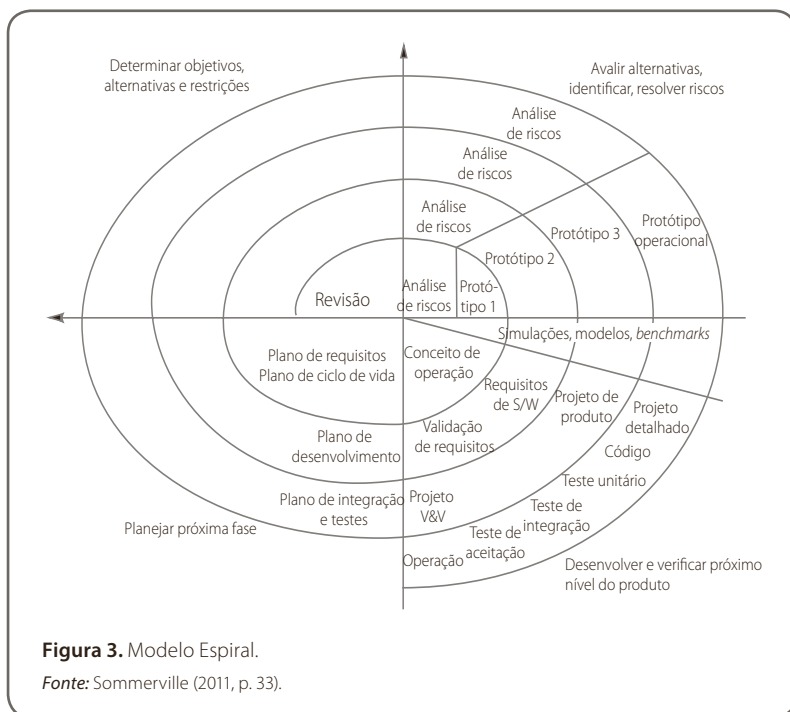 Determinar objetivos,
alternativas e restrições
Avalir alternativas,
identificar, resolver riscos
Análise
de riscos
Análise
de riscos
Análise
de riscos
Protótipo
operacional
Protótipo 3
Protótipo 2
Revisão
Análise
de riscos
Protó-
tipo 1
Simulações, modelos, benchmarks
Plano de requisitos
Plano de ciclo de vida
Conceito de
operação
Requisitos
de S/W
Projeto de
produto
Projeto
detalhado
Plano de
desenvolvimento
Validação
de requisitos
Código
Teste unitário
Plano de integração
e testes
Projeto
V&V
Teste de
integração
Teste de
aceitação
Operação
Planejar próxima fase
Desenvolver e verificar próximo
nível do produto
Figura 3. Modelo Espiral.
Fonte: Sommerville (2011, p. 33).